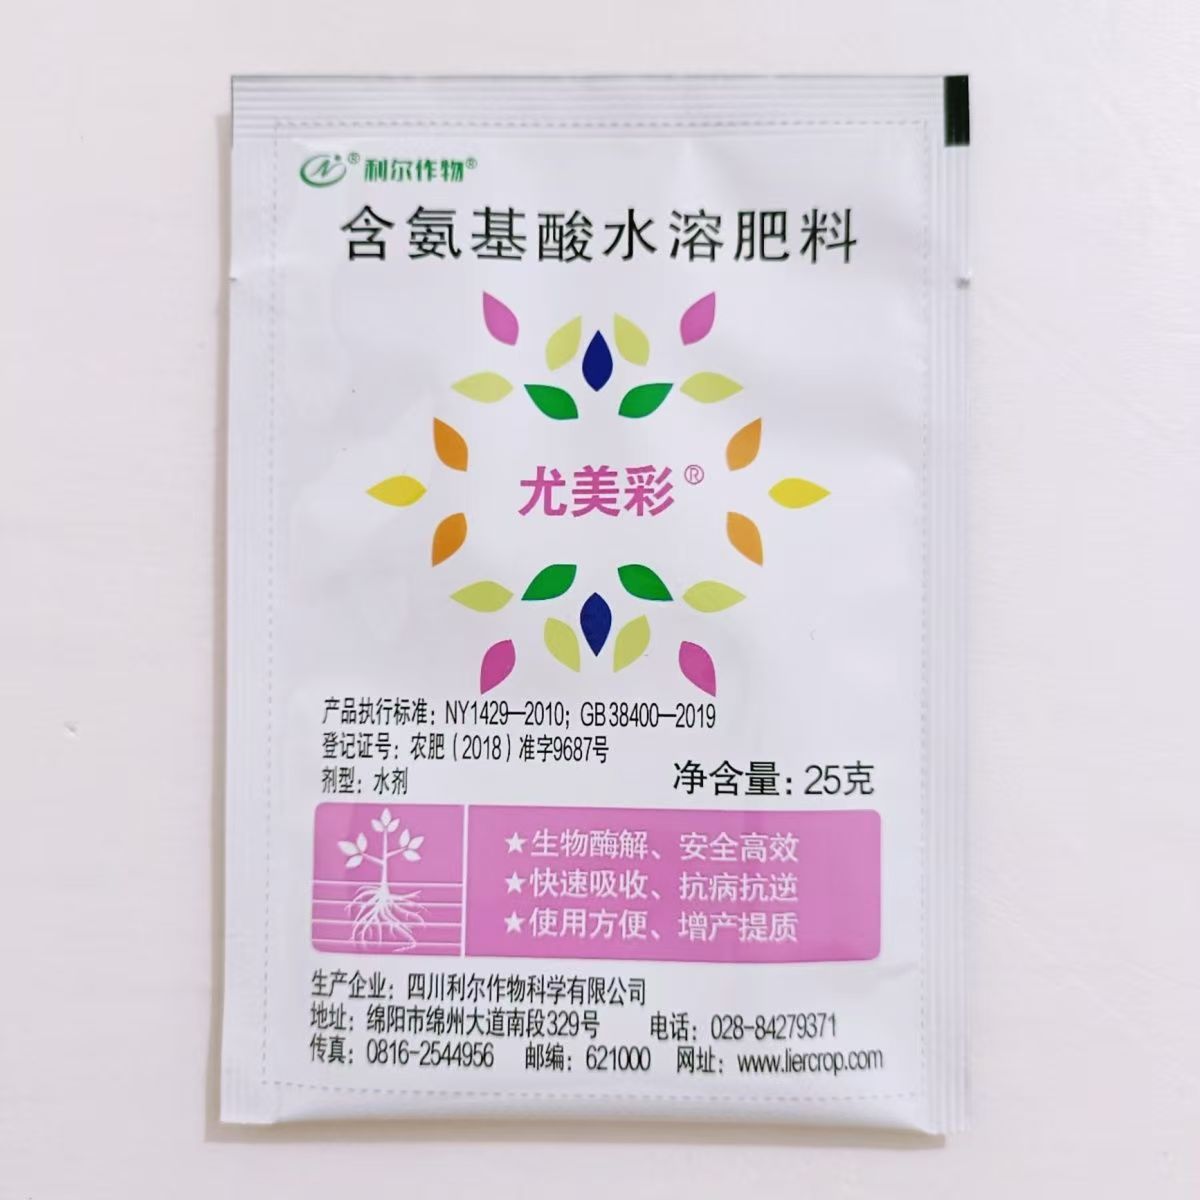 利尔作物®
含氨基酸水溶肥料
尤美彩®
产品执行标准：NY1429—2010；GB38400—2019
登记证号：农肥（2018）准字9687号
剂型：水剂
净含量：25克
★生物酶解、安全高效
★快速吸收、抗病抗逆
★使用方便、增产提质
生产企业：四川利尔作物科学有限公司
地址：绵阳市绵州大道南段329号 电话：028-84279371
传真：0816-2544956 邮编：621000 网址：www.liercrop.com